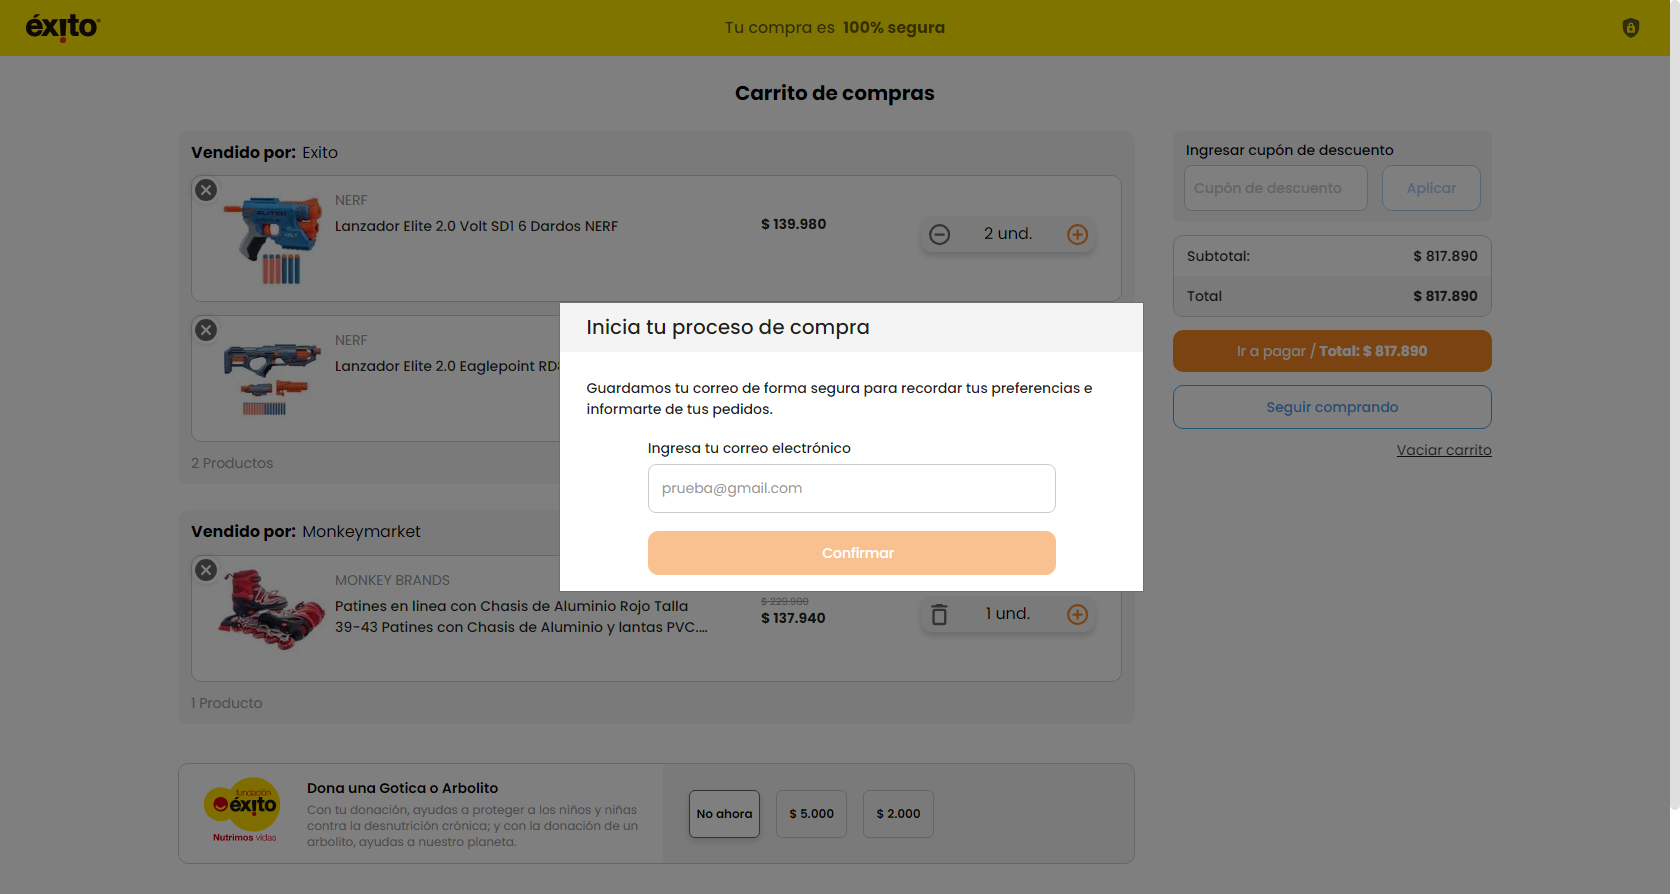 éxito
Tu compra es 100% segura
Carrito de compras
Vendido por: Exito
NERF
Lanzador Elite 2.0 Volt SD1 6 Dardos NERF
$ 139.980
2 und.
NERF
Lanzador Elite 2.0 Eaglepoint RD
2 Productos
Vendido por: Monkeymarket
MONKEY BRANDS
Patines en linea con Chasis de Aluminio Rojo Talla
39-43 Patines con Chasis de Aluminio y lantas PVC....
$ 229.900
$ 137.940
1 und.
1 Producto
fundación
éxito
Nutrimos vidas
Dona una Gotica o Arbolito
Con tu donación, ayudas a proteger a los niños y niñas
contra la desnutrición crónica; y con la donación de un
arbolito, ayudas a nuestro planeta.
No ahora
$ 5.000
$ 2.000
Ingresar cupón de descuento
Cupón de descuento
Aplicar
Subtotal: $ 817.890
Total $ 817.890
Ir a pagar / Total: $ 817.890
Seguir comprando
Vaciar carrito
Inicia tu proceso de compra
Guardamos tu correo de forma segura para recordar tus preferencias e
informarte de tus pedidos.
Ingresa tu correo electrónico
prueba@gmail.com
Confirmar